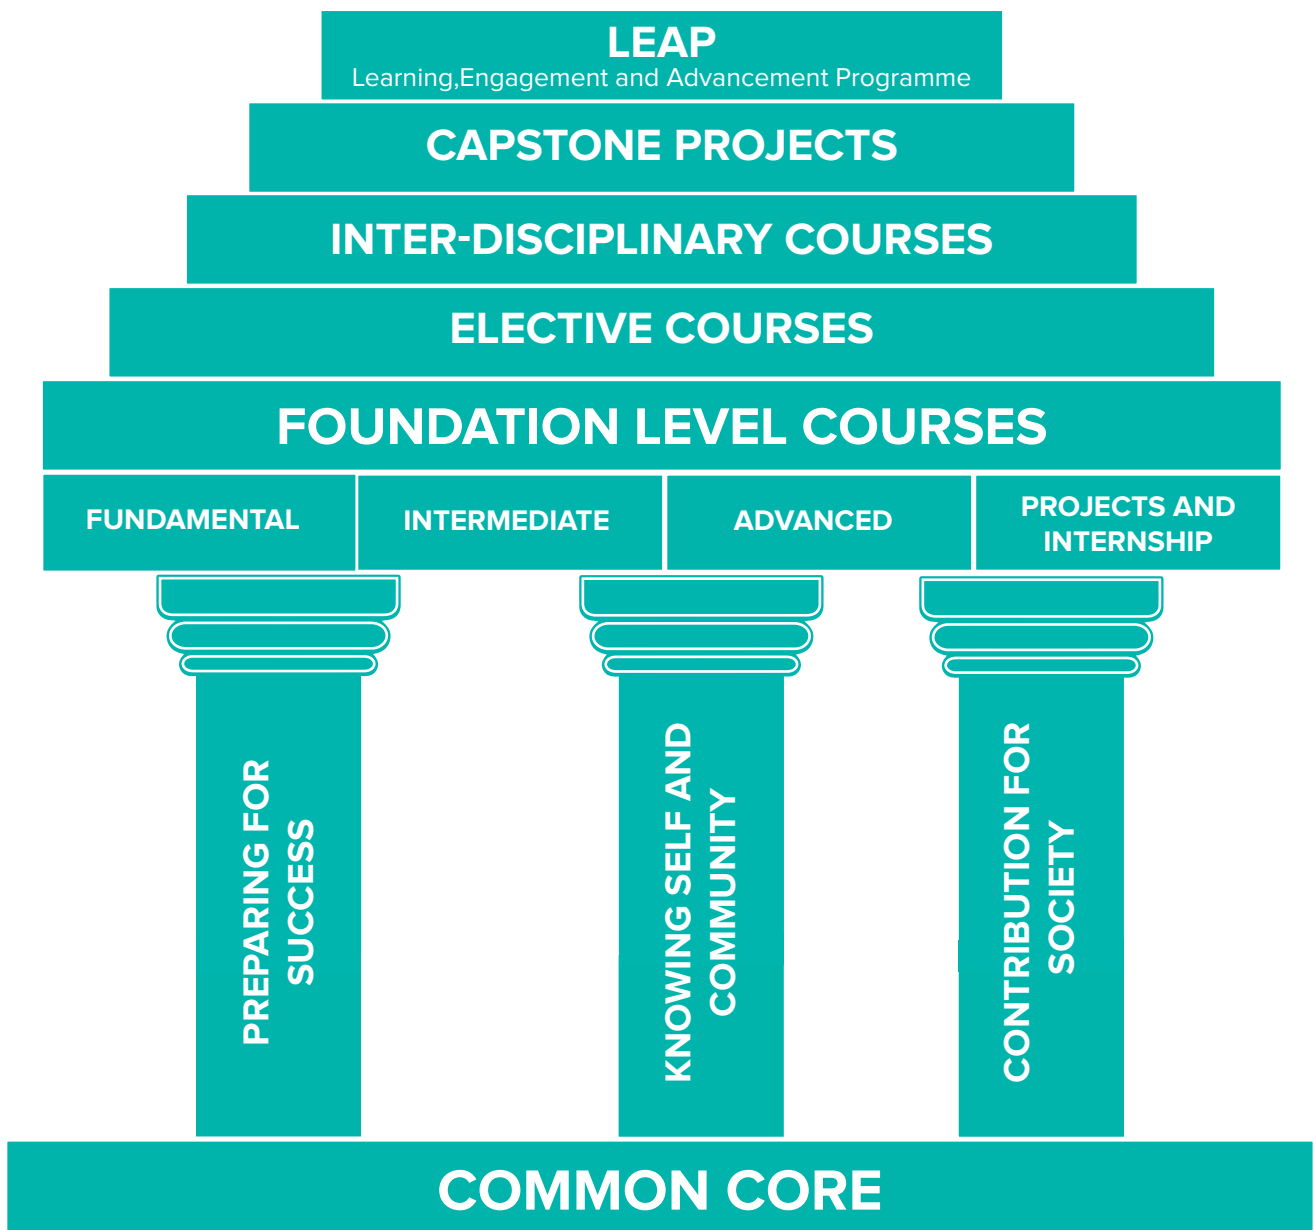 LEAP
Learning,Engagement and Advancement Programme
CAPSTONE PROJECTS
INTER-DISCIPLINARY COURSES
ELECTIVE COURSES
FOUNDATION LEVEL COURSES
FUNDAMENTAL
INTERMEDIATE
ADVANCED
PROJECTS AND
INTERNSHIP
PREPARING FOR
SUCCESS
KNOWING SELF AND
COMMUNITY
CONTRIBUTION FOR
SOCIETY
COMMON CORE